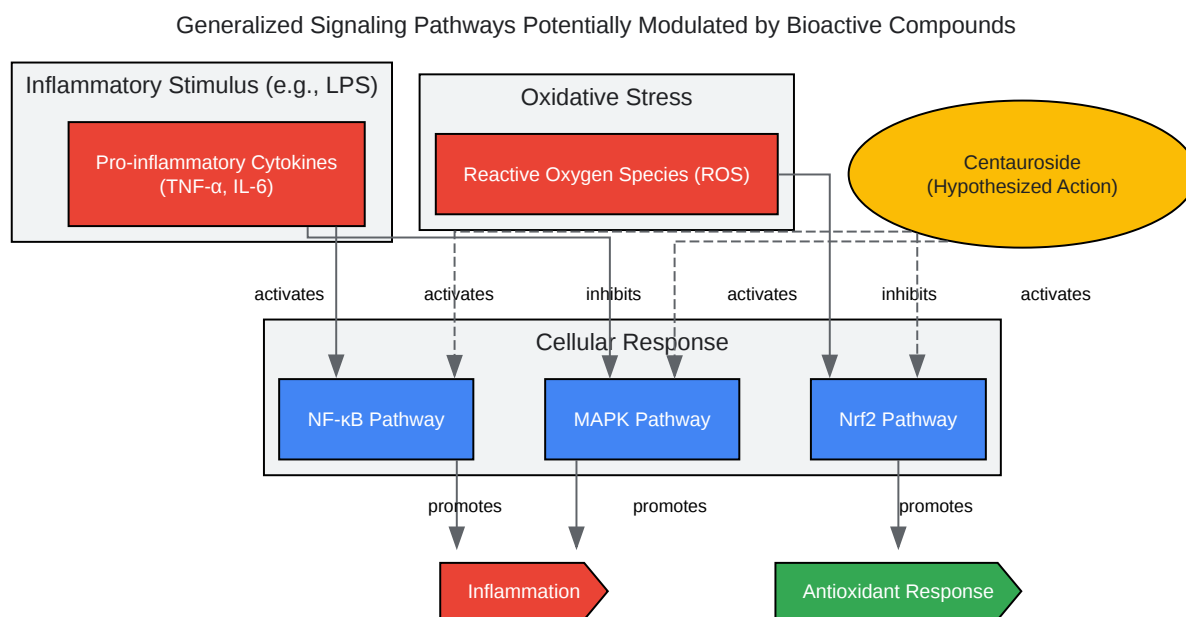 Generalized Signaling Pathways Potentially Modulated by Bioactive Compounds
Inflammatory Stimulus (e.g., LPS)
Pro-inflammatory Cytokines
(TNF-α, IL-6)
Oxidative Stress
Reactive Oxygen Species (ROS)
Centauroside
(Hypothesized Action)
activates
activates
inhibits
activates
inhibits
activates
Cellular Response
NF-κB Pathway
MAPK Pathway
Nrf2 Pathway
promotes
promotes
promotes
Inflammation
Antioxidant Response